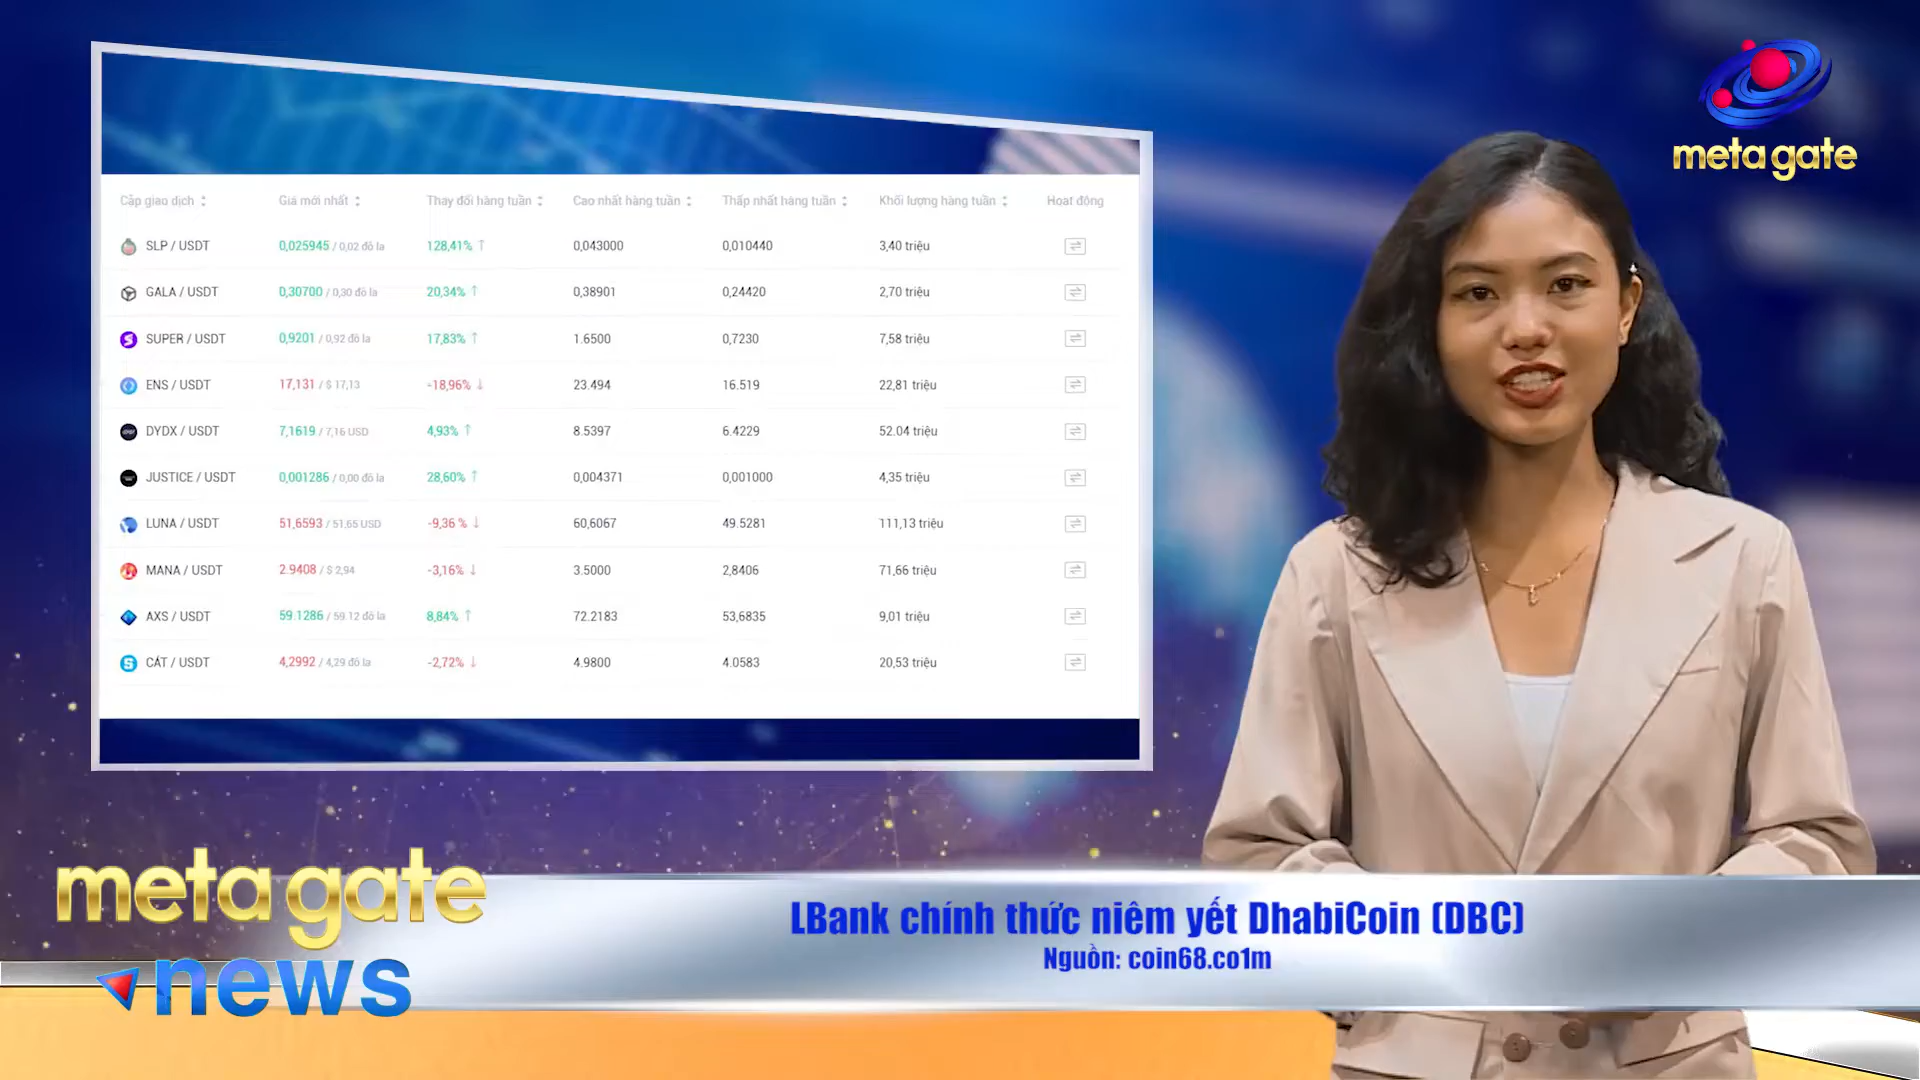 meta gate
Cặp giao dịch Giá mới nhất Thay đổi hàng tuần Cao nhất hàng tuần Thấp nhất hàng tuần Khối lượng hàng tuần Hoạt động
SLP / USDT 0,025945 / 0,02 đô la 128,41% ↑ 0,043000 0,010440 3,40 triệu
GALA / USDT 0,30700 / 0,30 đô la 20,34% ↑ 0,38901 0,24420 2,70 triệu
SUPER / USDT 0,9201 / 0,92 đô la 17,83% ↑ 1.6500 0,7230 7,58 triệu
ENS / USDT 17,131 / $ 17,13 -18,96% ↓ 23.494 16.519 22,81 triệu
DYDX / USDT 7,1619 / 7,16 USD 4,93% ↑ 8.5397 6.4229 52.04 triệu
JUSTICE / USDT 0,001286 / 0,00 đô la 28,60% ↑ 0,004371 0,001000 4,35 triệu
LUNA / USDT 51,6593 / 51,65 USD -9,36 % ↓ 60,6067 49.5281 111,13 triệu
MANA / USDT 2.9408 / $ 2,94 -3,16% ↓ 3.5000 2,8406 71,66 triệu
AXS / USDT 59.1286 / 59.12 đô la 8,84% ↑ 72.2183 53,6835 9,01 triệu
CÁT / USDT 4,2992 / 4,29 đô la -2,72% ↓ 4.9800 4.0583 20,53 triệu
meta gate
news
LBank chính thức niêm yết DhabiCoin (DBC)
Nguồn: coin68.co1m